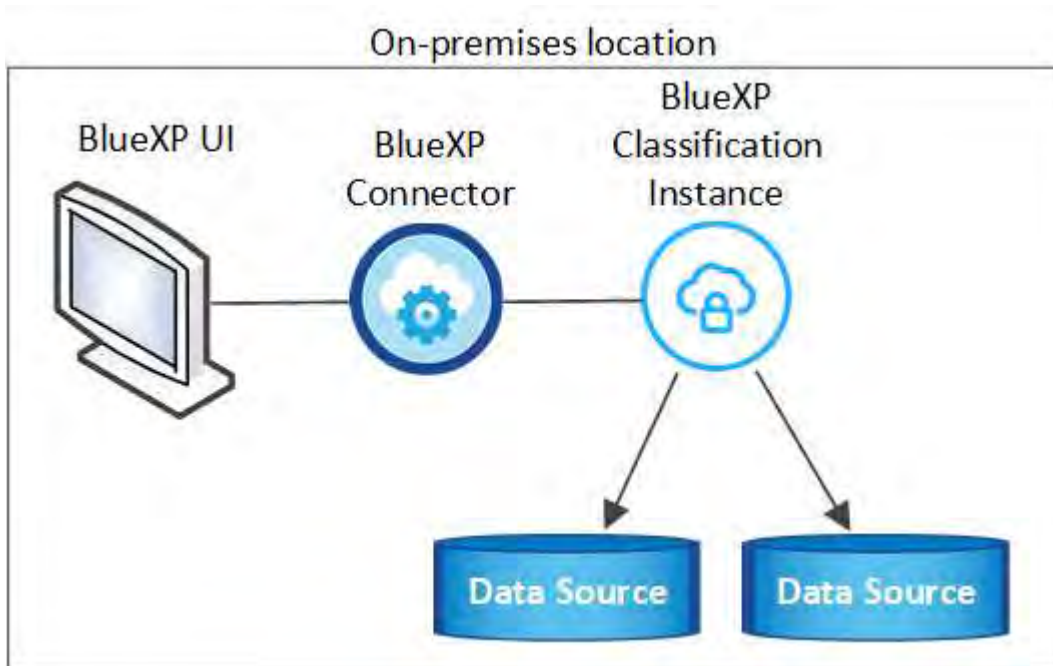 On-premises location
BlueXP UI
BlueXP
Connector
BlueXP
Classification
Instance
Data Source
Data Source